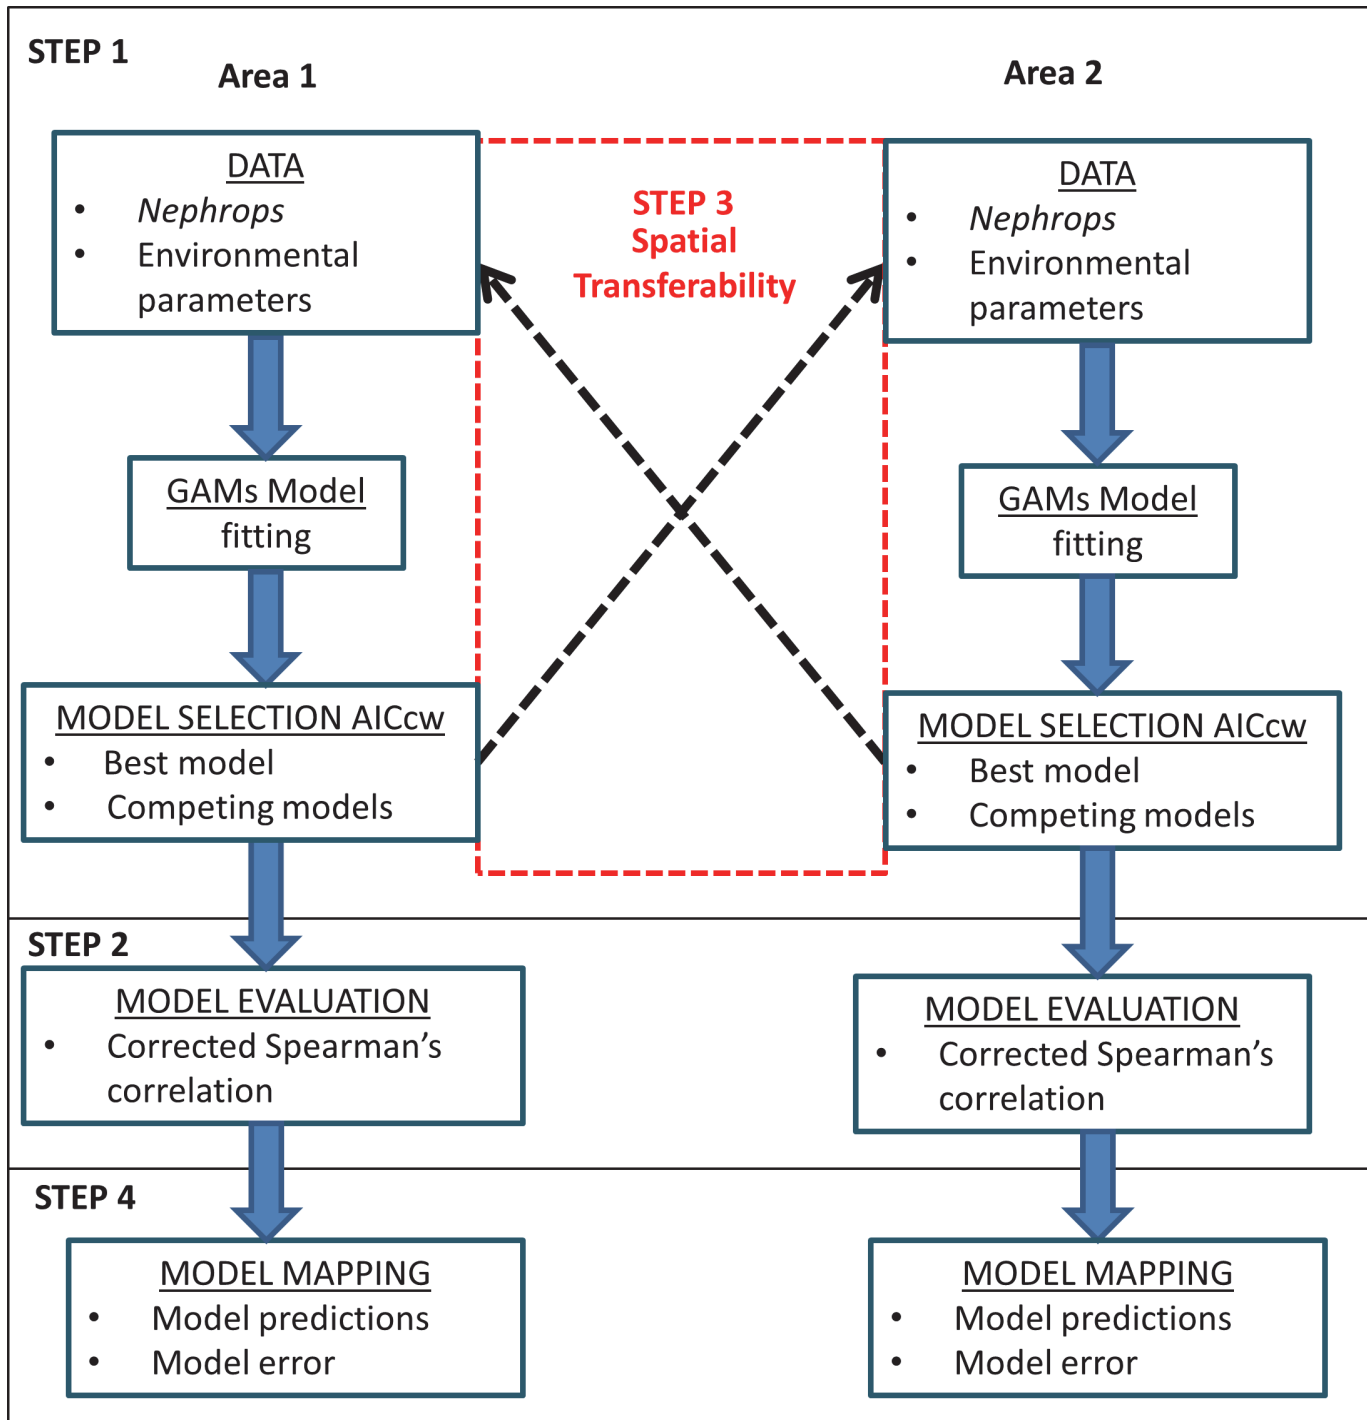 STEP 1
Area 1
Area 2
DATA
• Nephrops
• Environmental
parameters
GAMs Model
fitting
MODEL SELECTION AICcw
• Best model
• Competing models
STEP 3
Spatial
Transferability
DATA
• Nephrops
• Environmental
parameters
GAMs Model
fitting
MODEL SELECTION AICcw
• Best model
• Competing models
STEP 2
MODEL EVALUATION
• Corrected Spearman’s
correlation
MODEL EVALUATION
• Corrected Spearman’s
correlation
STEP 4
MODEL MAPPING
• Model predictions
• Model error
MODEL MAPPING
• Model predictions
• Model error